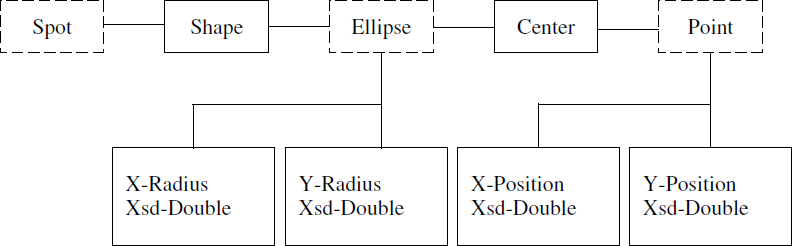 Spot
Shape
Ellipse
Center
Point
X-Radius
Xsd-Double
Y-Radius
Xsd-Double
X-Position
Xsd-Double
Y-Position
Xsd-Double